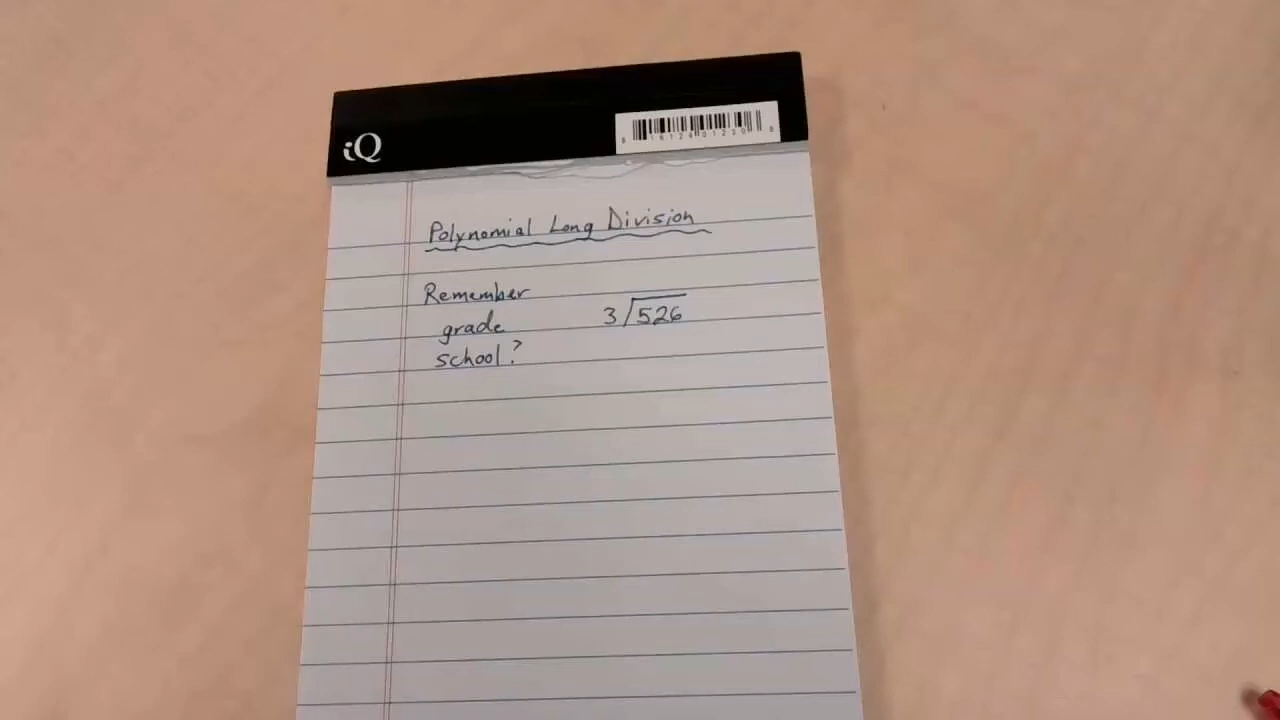 iQ
Polynomial Long Division
Remember
grade
school?
3 526